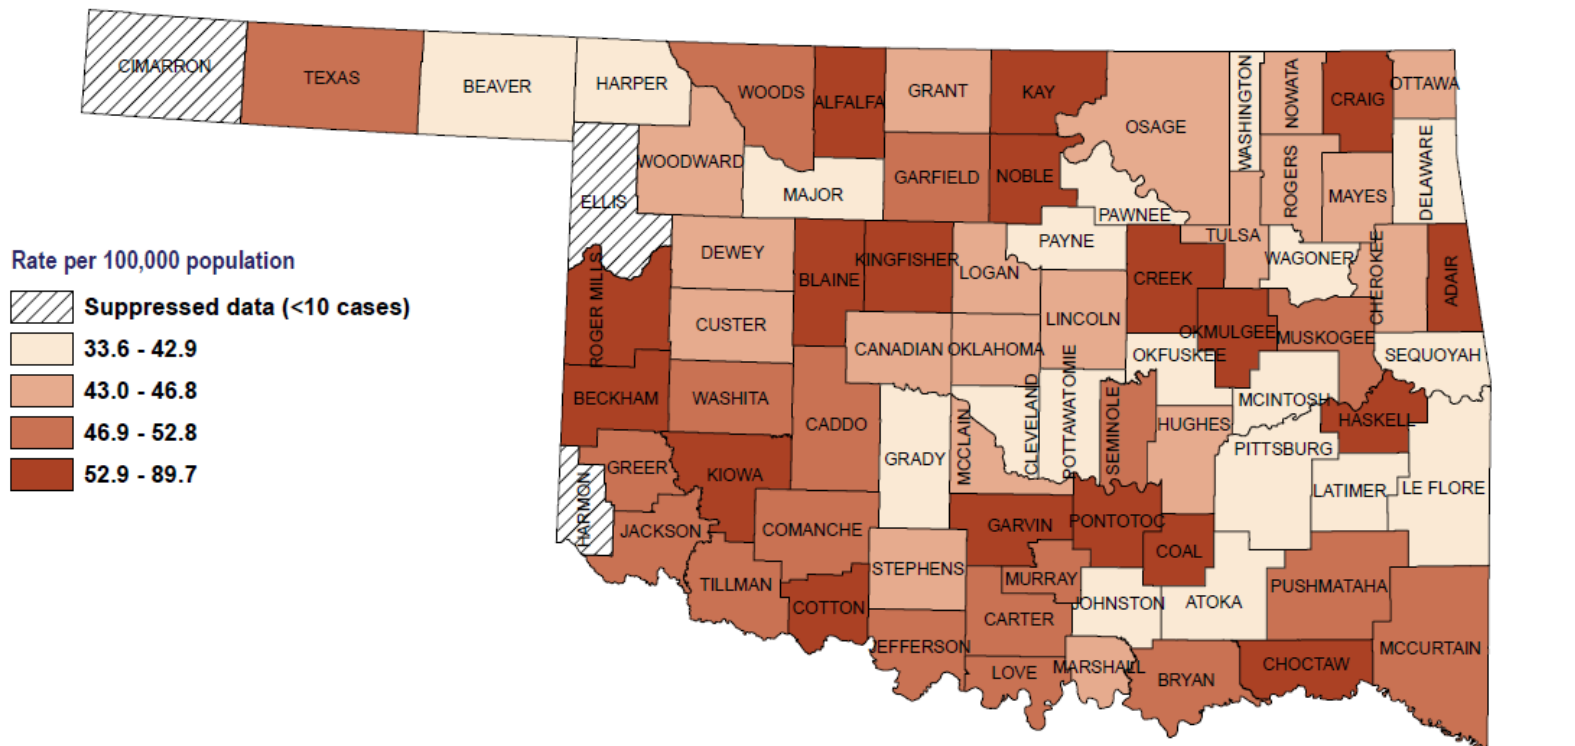 CIMARRON
TEXAS
BEAVER
HARPER
WOODS
ALFALFA
GRANT
KAY
OSAGE
WASHINGTON
NOWATA
CRAIG
OTTAWA
WOODWARD
ELLIS
MAJOR
GARFIELD
NOBLE
PAWNEE
ROGERS
MAYES
DELAWARE
DEWEY
BLAINE
KINGFISHER
LOGAN
PAYNE
CREEK
TULSA
WAGONER
CHEROKEE
ADAIR
ROGER MILLS
CUSTER
CANADIAN
OKLAHOMA
LINCOLN
OKMULGEE
MUSKOGEE
OKFUSKEE
SEQUOYAH
BECKHAM
WASHITA
CADDO
GRADY
MCCLAIN
CLEVELAND
POTTAWATOMIE
SEMINOLE
HUGHES
MCINTOSH
HASKELL
PITTSBURG
LATIMER
LE FLORE
HARMON
GREER
KIOWA
JACKSON
COMANCHE
GARVIN
PONTOTOC
COAL
TILLMAN
COTTON
STEPHENS
MURRAY
JOHNSTON
ATOKA
PUSHMATAHA
CARTER
JEFFERSON
LOVE
MARSHALL
BRYAN
CHOCTAW
MCCURTAIN
Rate per 100,000 population
Suppressed data (<10 cases)
33.6 - 42.9
43.0 - 46.8
46.9 - 52.8
52.9 - 89.7